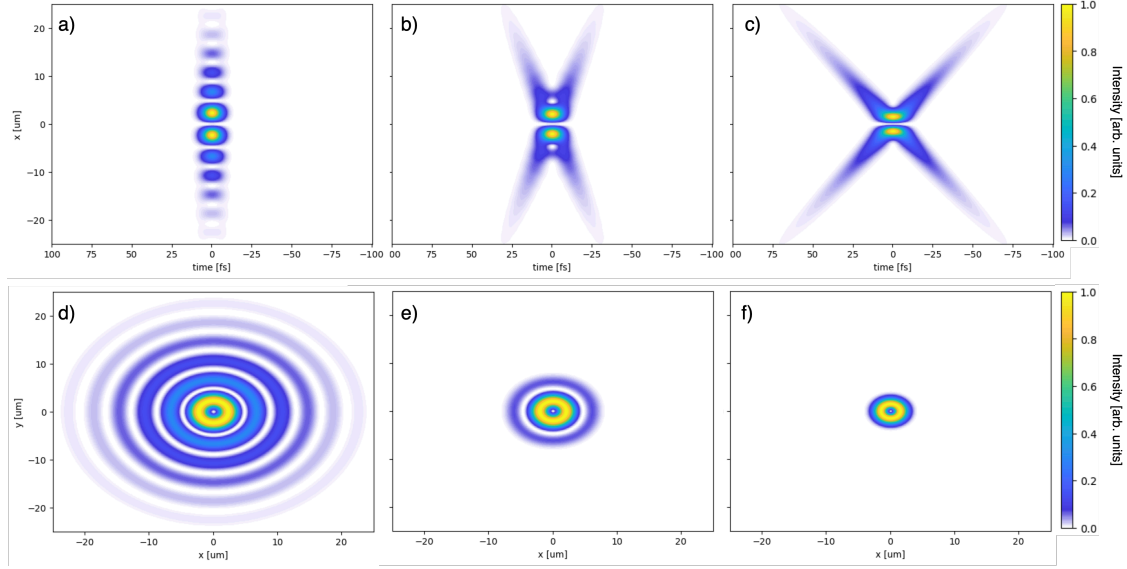 a)
b)
c)
x [um]
20
10
0
−10
−20
100 75 50 25 0 −25 −50 −75 −100
00 75 50 25 0 −25 −50 −75 −100
00 75 50 25 0 −25 −50 −75 −100
time [fs]
time [fs]
time [fs]
1.0
0.8
0.6
0.4
0.2
0.0
Intensity [arb. units]
d)
e)
f)
y [um]
20
10
0
−10
−20
−20 −10 0 10 20
−20 −10 0 10 20
−20 −10 0 10 20
x [um]
x [um]
x [um]
1.0
0.8
0.6
0.4
0.2
0.0
Intensity [arb. units]